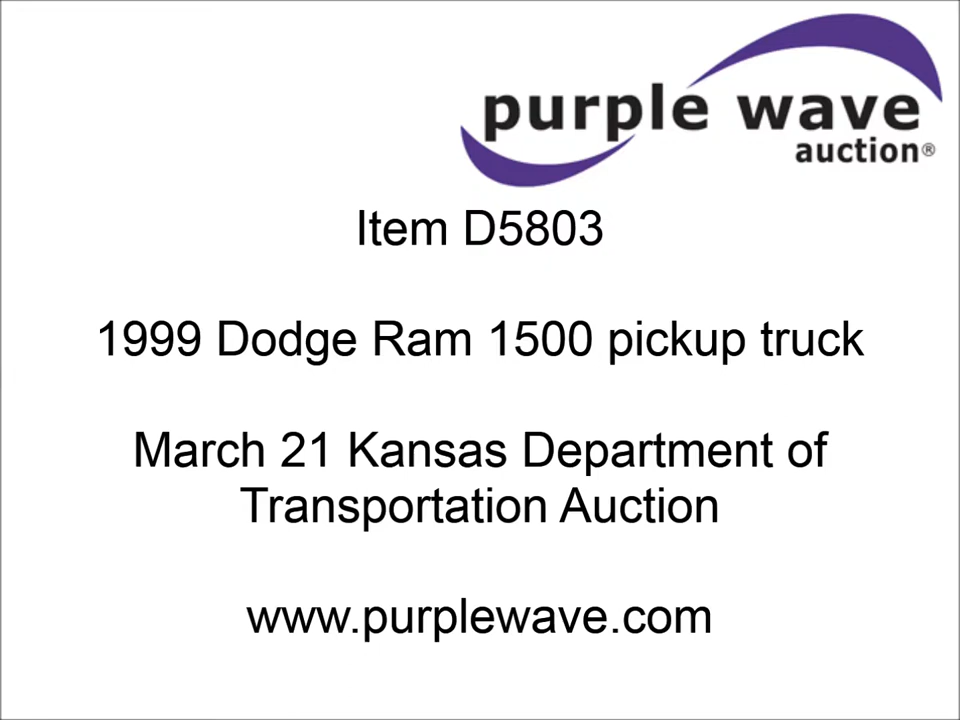 purple wave
auction®
Item D5803
1999 Dodge Ram 1500 pickup truck
March 21 Kansas Department of
Transportation Auction
www.purplewave.com